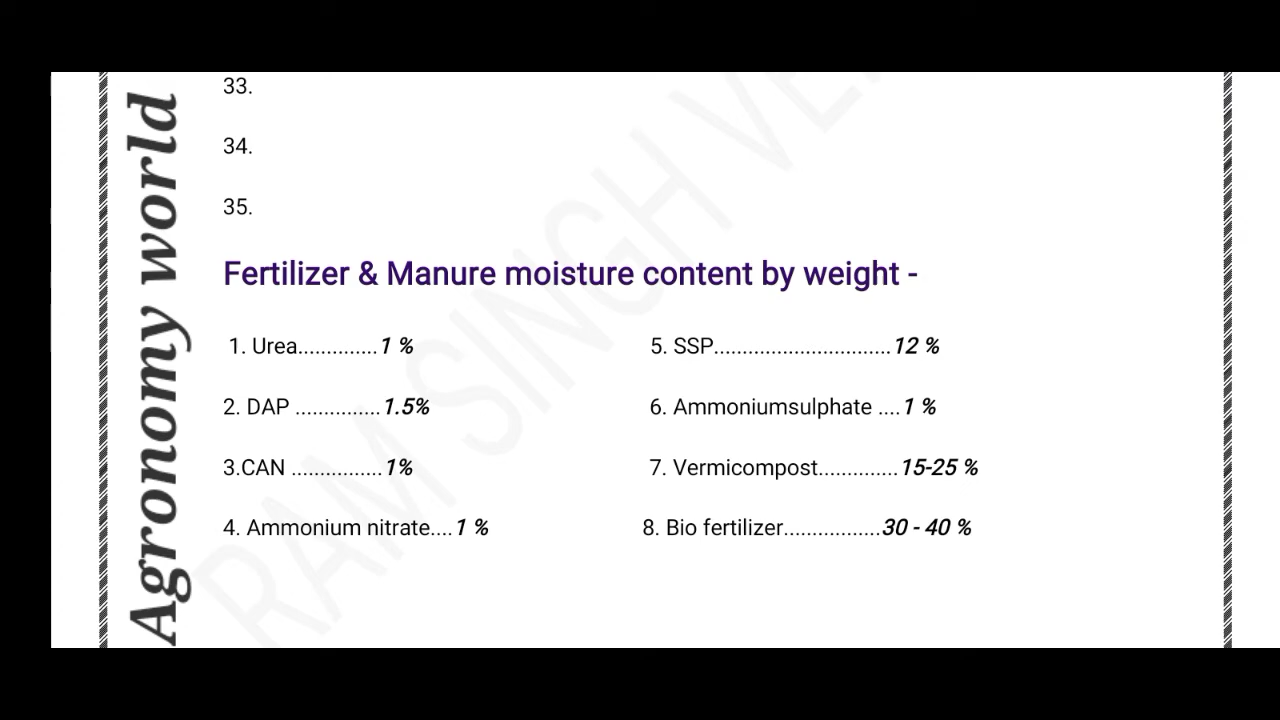 Agronomy world
33.
34.
35.
Fertilizer & Manure moisture content by weight -
1. Urea..............1 %
2. DAP ...............1.5%
3.CAN ................1%
4. Ammonium nitrate....1 %
5. SSP...............................12 %
6. Ammoniumsulphate ....1 %
7. Vermicompost..............15-25 %
8. Bio fertilizer.................30 - 40 %
RAM SINGH